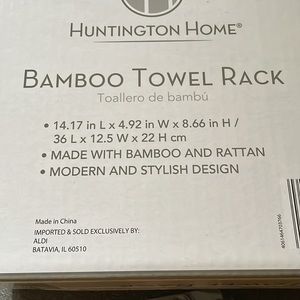 HUNTINGTON HOME®
BAMBOO TOWEL RACK
Toallero de bambú
• 14.17 in L x 4.92 in W x 8.66 in H /
36 L x 12.5 W x 22 H cm
• MADE WITH BAMBOO AND RATTAN
• MODERN AND STYLISH DESIGN
Made in China
IMPORTED & SOLD EXCLUSIVELY BY:
ALDI
BATAVIA, IL 60510